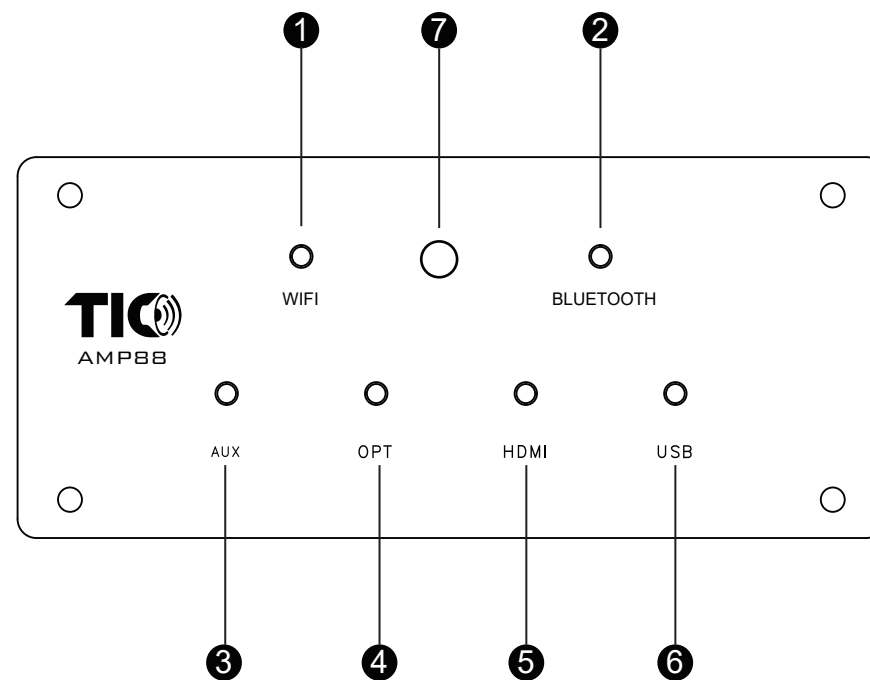 1 7 2
WIFI BLUETOOTH
TIC
AMP88
AUX OPT HDMI USB
3 4 5 6